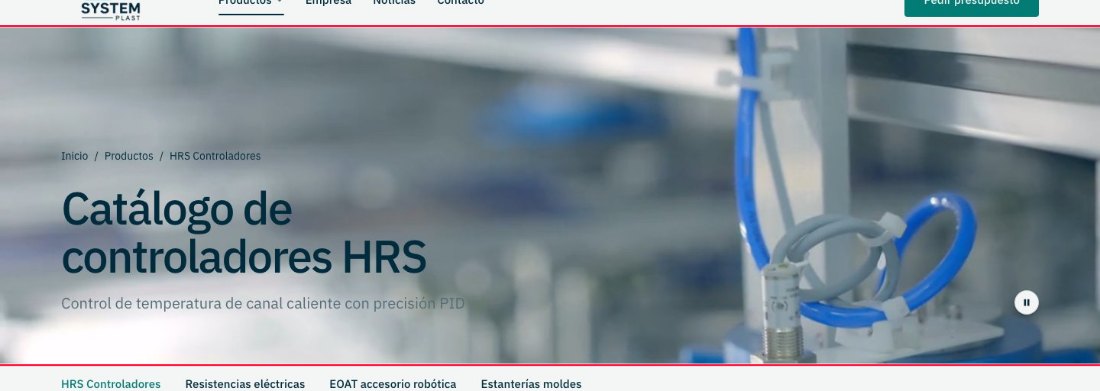 SYSTEM
PLAST
Productos
Empresa
Noticias
Contacto
Pedir presupuesto
Inicio / Productos / HRS Controladores
Catálogo de
controladores HRS
Control de temperatura de canal caliente con precisión PID
HRS Controladores
Resistencias eléctricas
EOAT accesorio robótica
Estanterías moldes